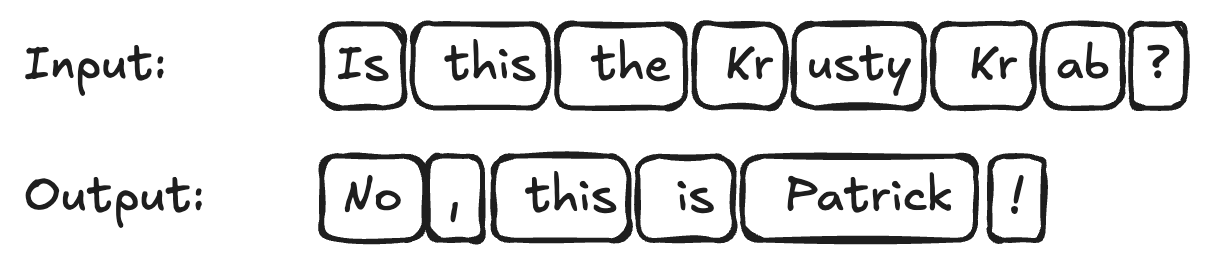 Input: Is this the Krusty Krab?
Output: No, this is Patrick!